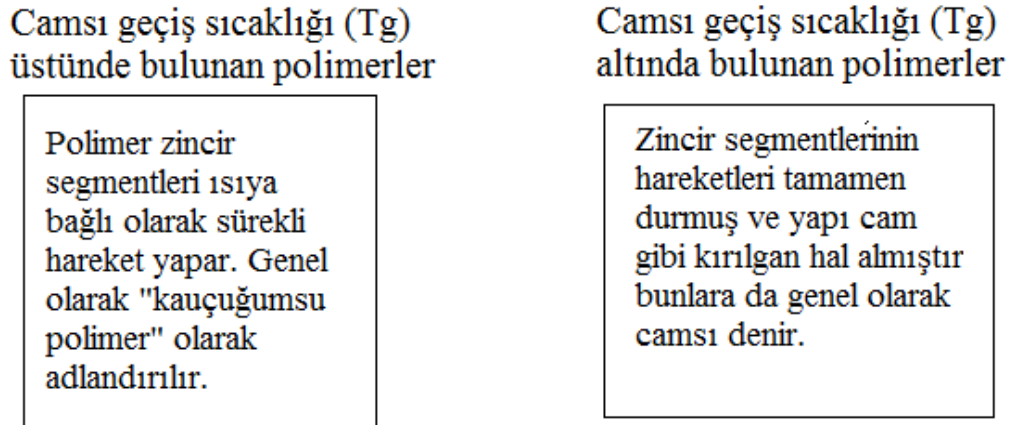 Camsı geçiş sıcaklığı (Tg)
üstünde bulunan polimerler
Polimer zincir
segmentleri ısıya
bağlı olarak sürekli
hareket yapar. Genel
olarak "kauçuğumsu
polimer" olarak
adlandırılır.
Camsı geçiş sıcaklığı (Tg)
altında bulunan polimerler
Zincir segmentlerinin
hareketleri tamamen
durmuş ve yapı cam
gibi kırılgan hal almıştır
bunlara da genel olarak
camsı denir.